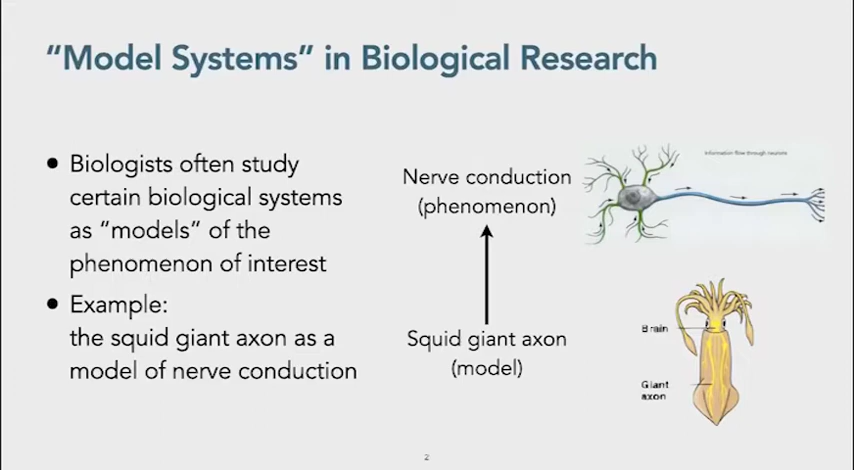 “Model Systems” in Biological Research
• Biologists often study
certain biological systems
as “models” of the
phenomenon of interest
• Example:
the squid giant axon as a
model of nerve conduction
Nerve conduction
(phenomenon)
Squid giant axon
(model)
Information flow through neurons
Brain
Giant
axon
2